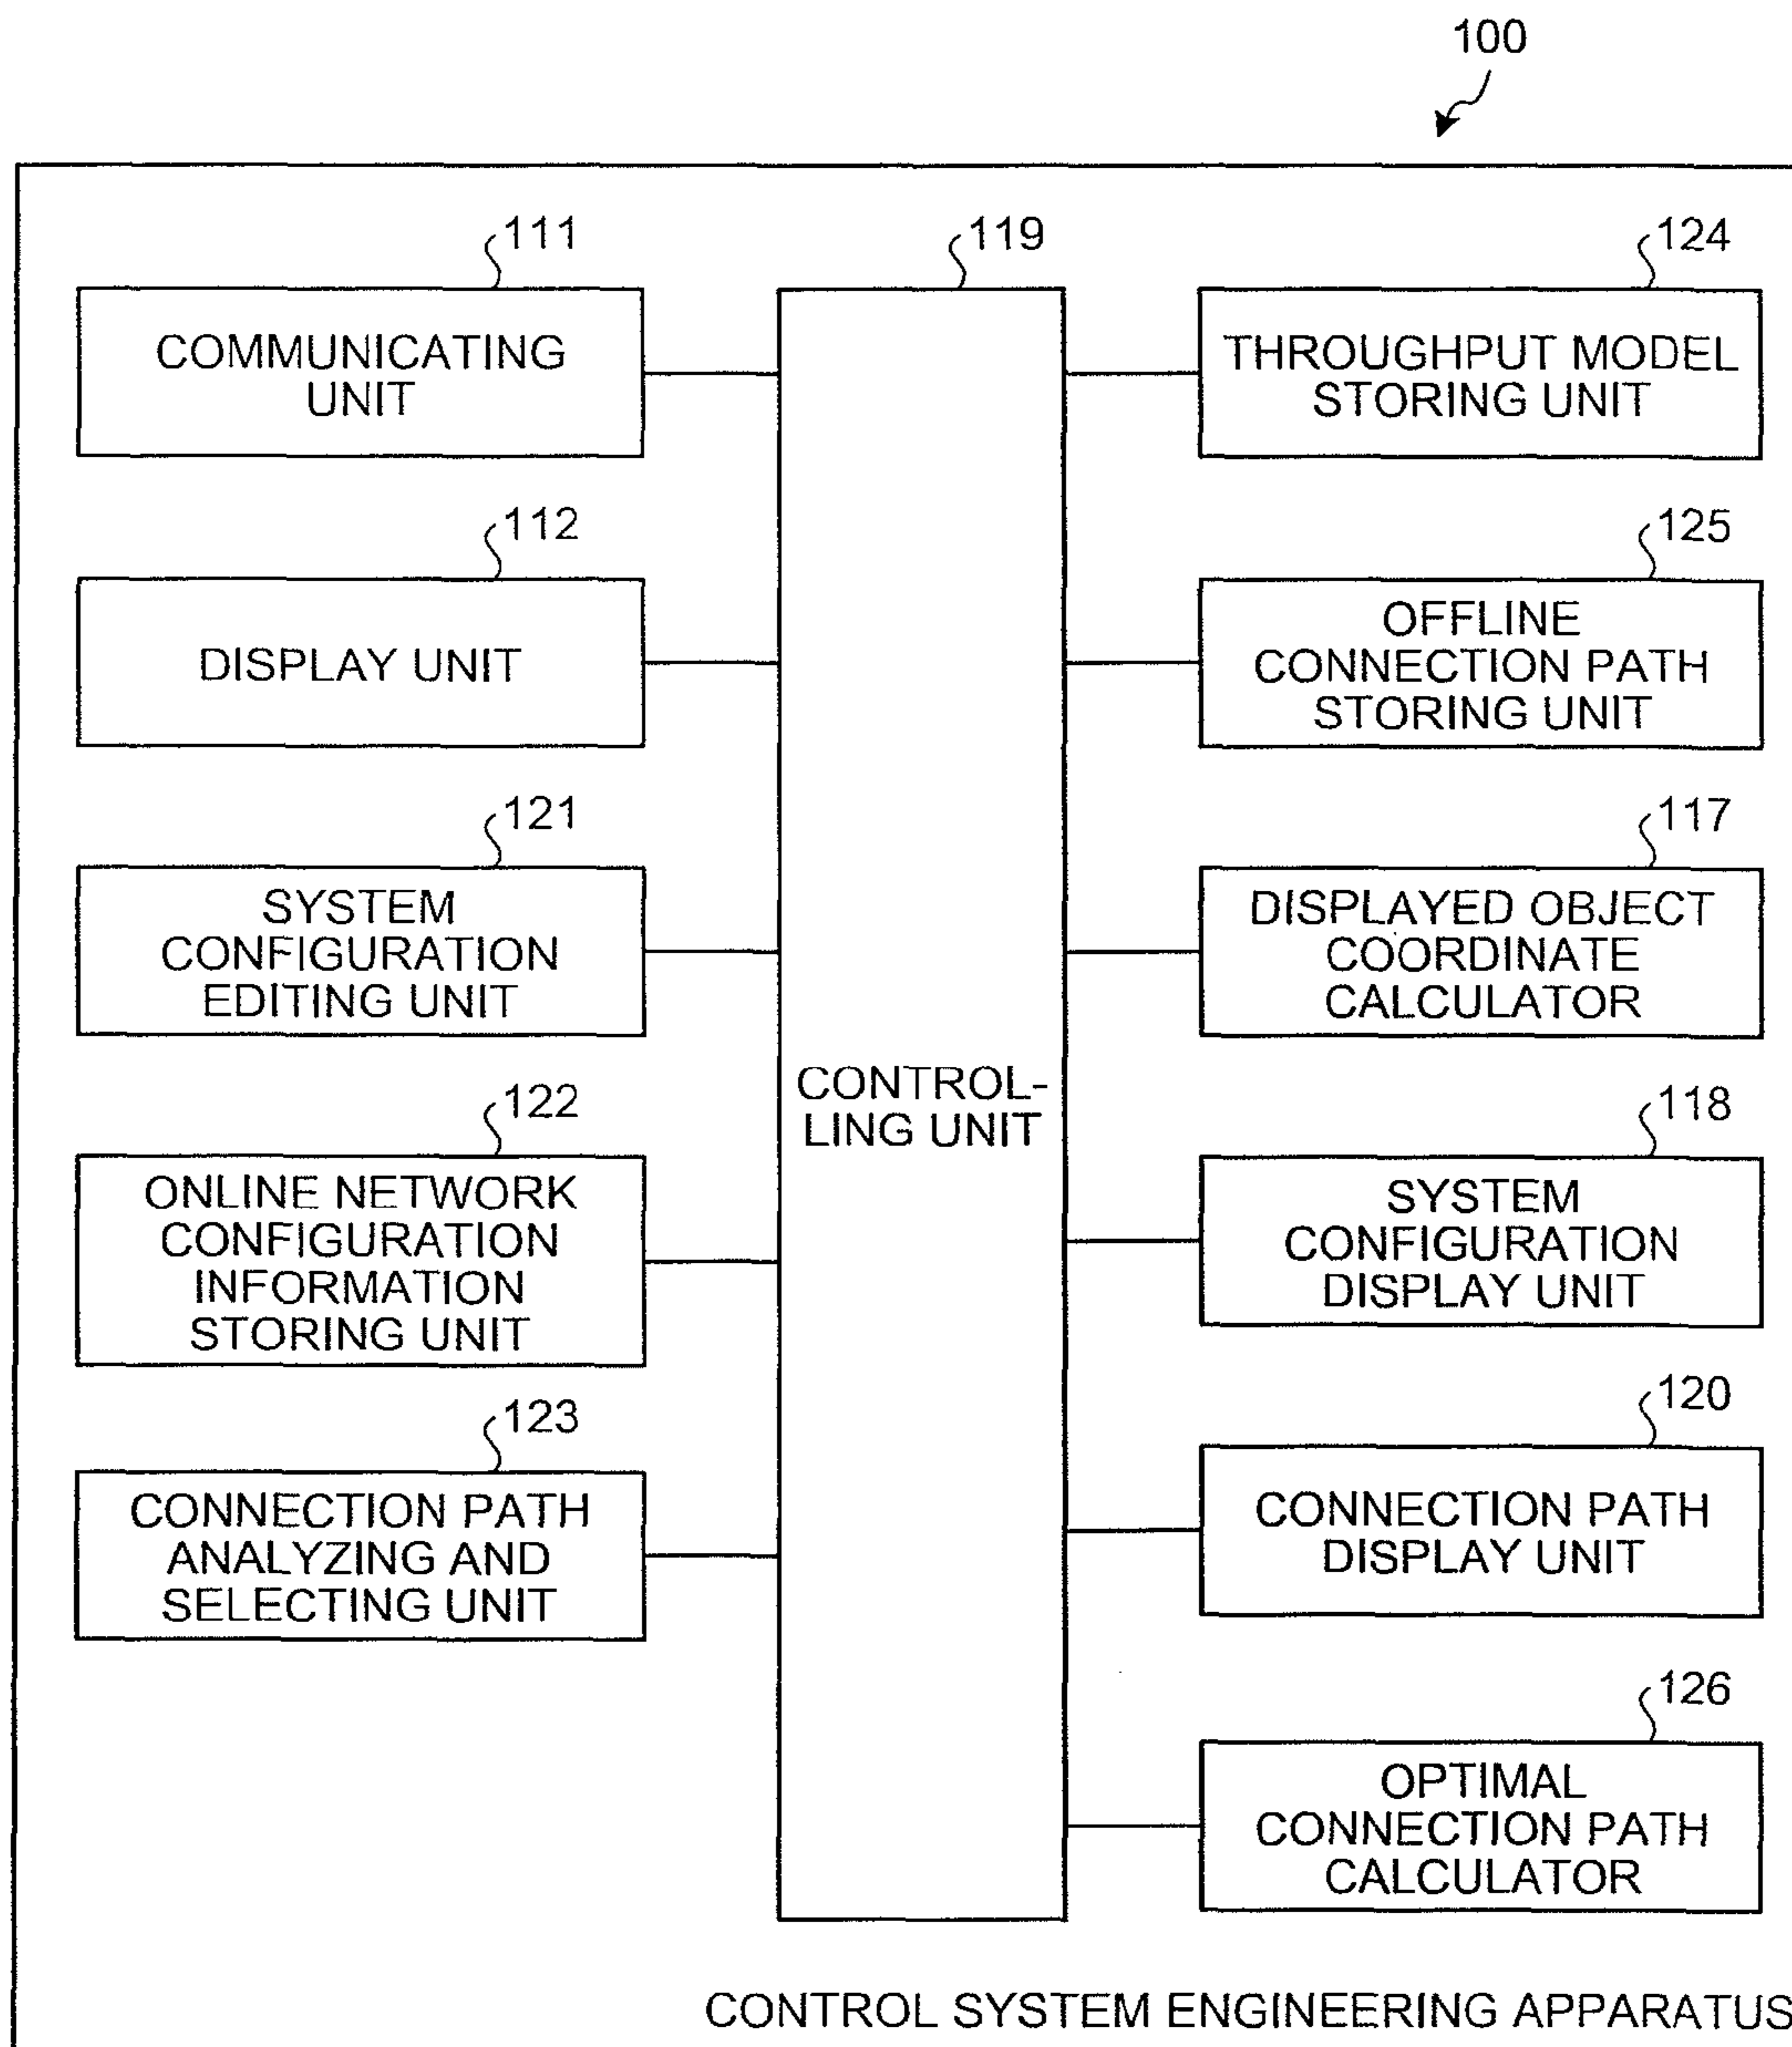 100
111
COMMUNICATING
UNIT
112
DISPLAY UNIT
121
SYSTEM
CONFIGURATION
EDITING UNIT
122
ONLINE NETWORK
CONFIGURATION
INFORMATION
STORING UNIT
123
CONNECTION PATH
ANALYZING AND
SELECTING UNIT
119
CONTROL-
LING UNIT
124
THROUGHPUT MODEL
STORING UNIT
125
OFFLINE
CONNECTION PATH
STORING UNIT
117
DISPLAYED OBJECT
COORDINATE
CALCULATOR
118
SYSTEM
CONFIGURATION
DISPLAY UNIT
120
CONNECTION PATH
DISPLAY UNIT
126
OPTIMAL
CONNECTION PATH
CALCULATOR
CONTROL SYSTEM ENGINEERING APPARATUS